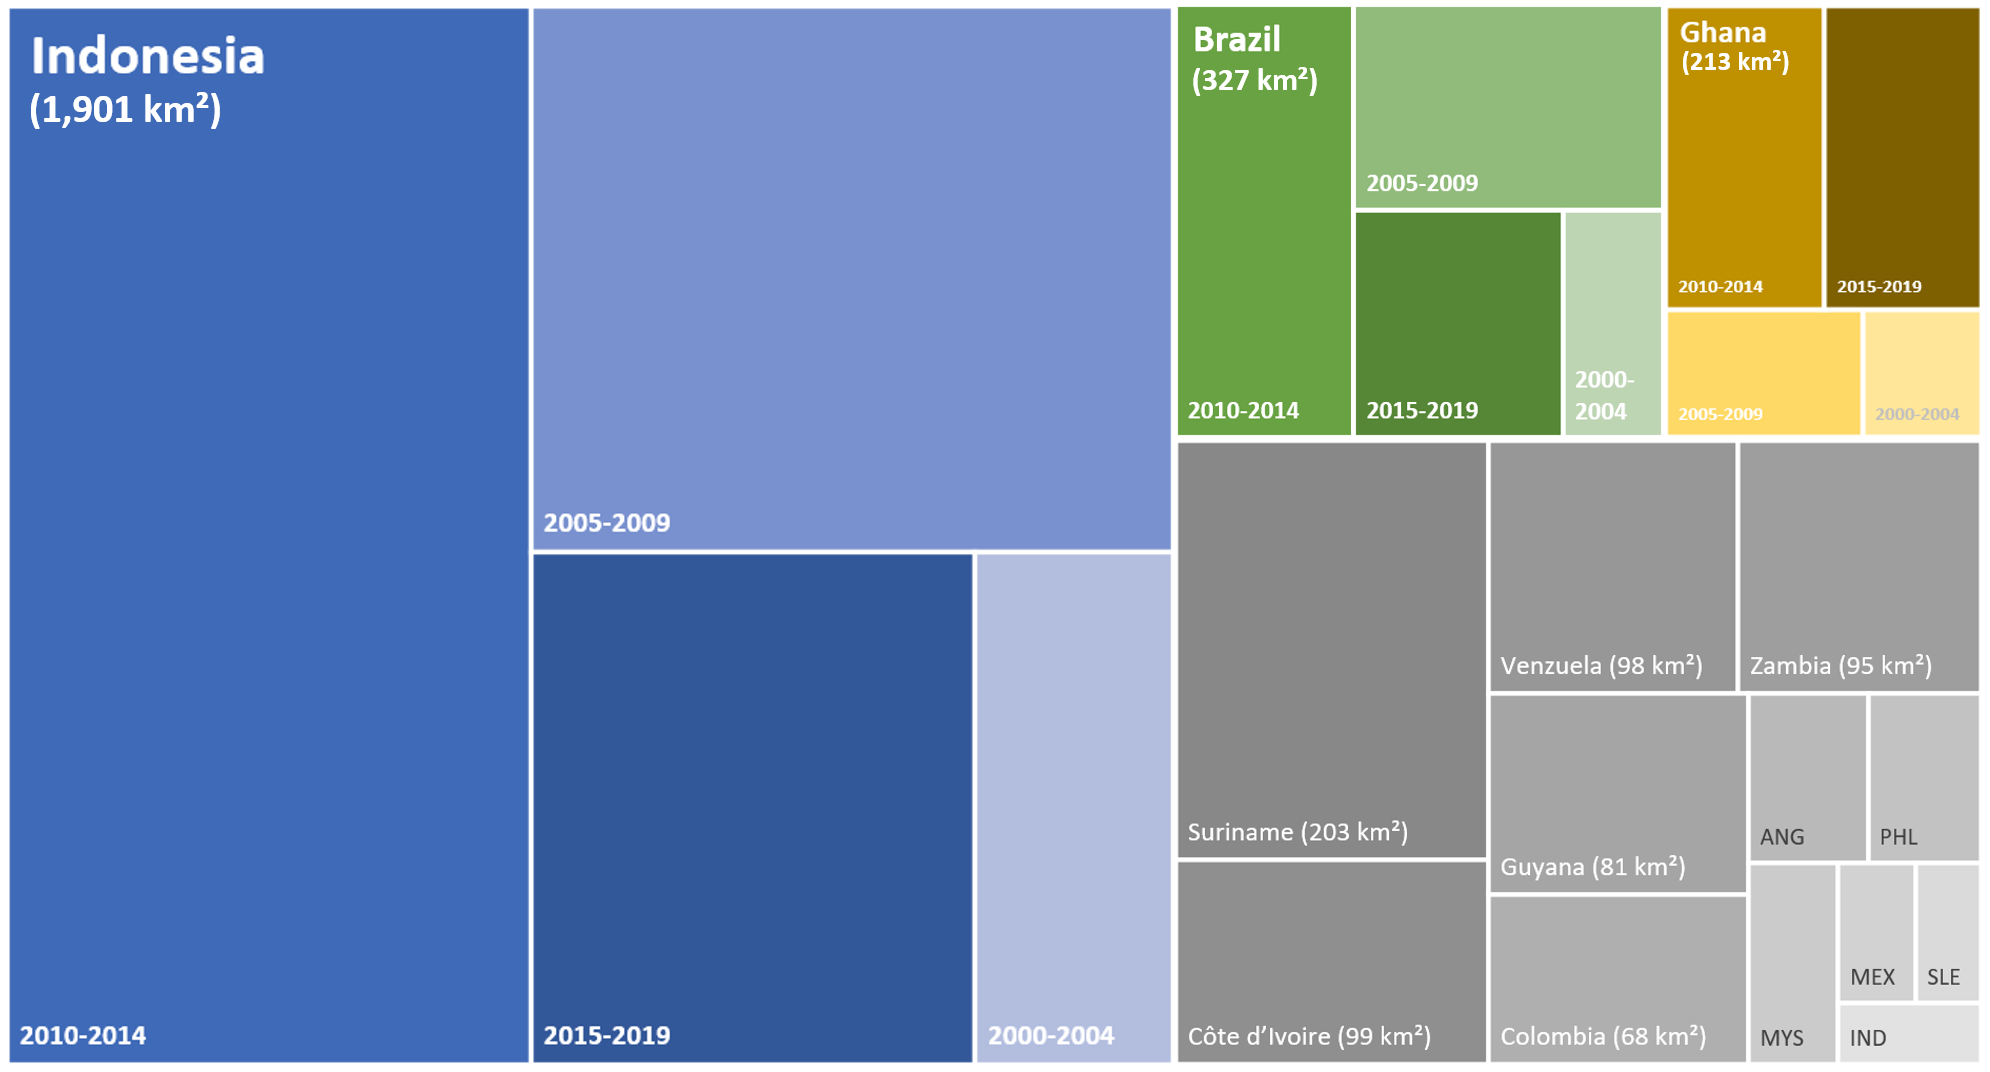 Indonesia
(1,901 km²)
2010-2014
2005-2009
2015-2019
2000-2004
Brazil
(327 km²)
2010-2014
2005-2009
2015-2019
2000-
2004
Ghana
(213 km²)
2010-2014
2015-2019
2005-2009
2000-2004
Suriname (203 km²)
Côte d’Ivoire (99 km²)
Venzuela (98 km²)
Zambia (95 km²)
Guyana (81 km²)
Colombia (68 km²)
ANG
PHL
MYS
MEX
SLE
IND